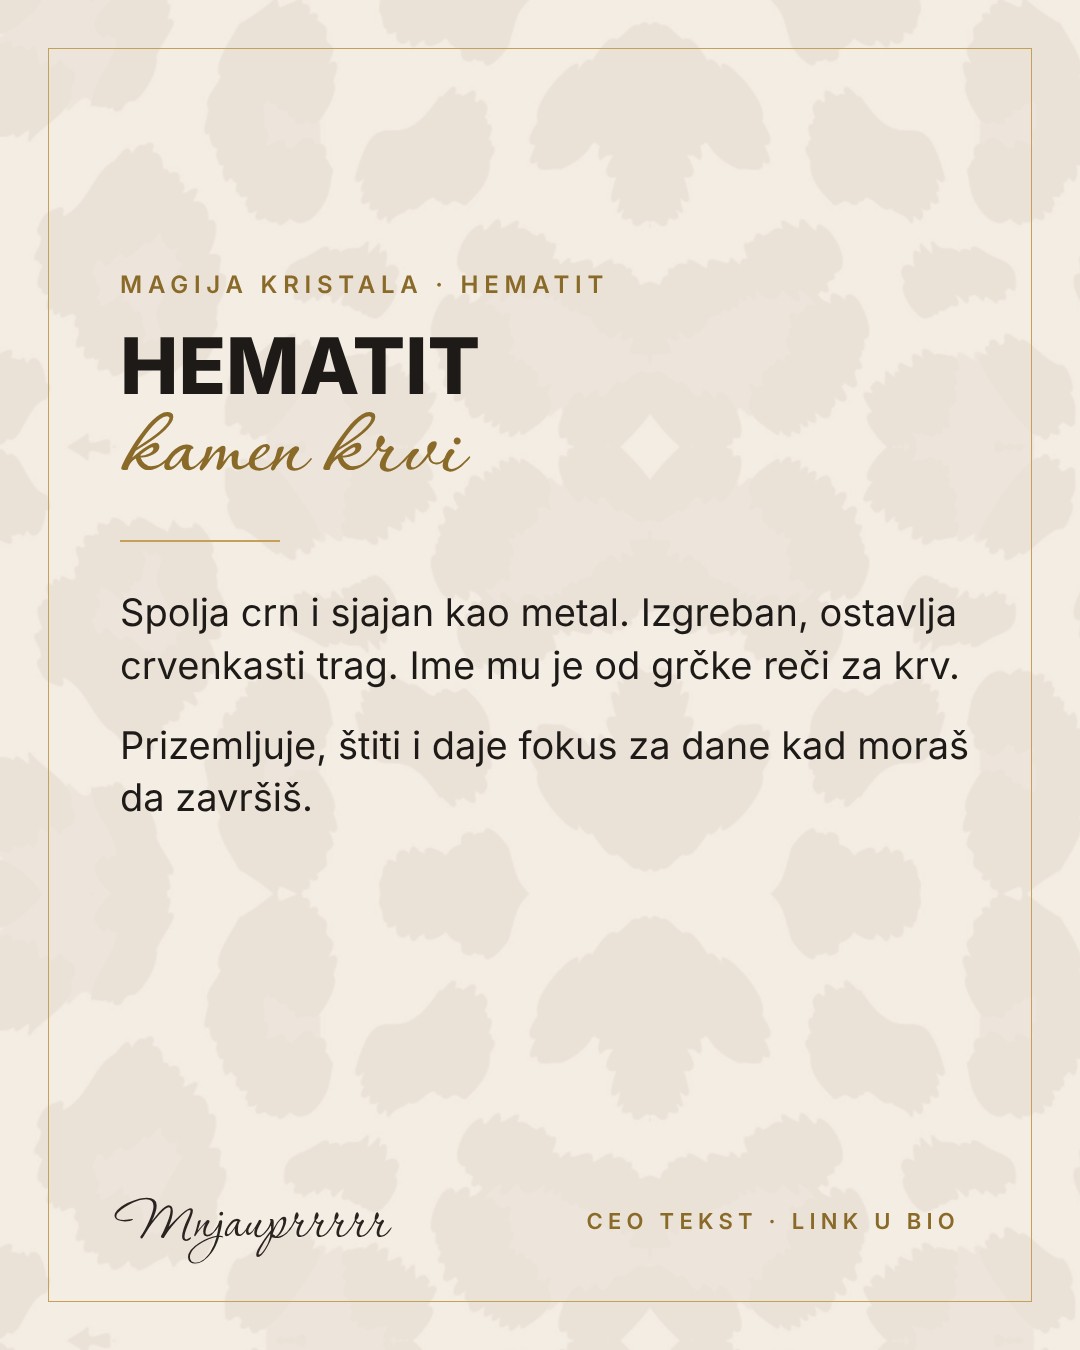 MAGIJA KRISTALA · HEMATIT
HEMATIT
kamen krvi
Spolja crn i sjajan kao metal. Izgreban, ostavlja
crvenkasti trag. Ime mu je od grčke reči za krv.
Prizemljuje, štiti i daje fokus za dane kad moraš
da završiš.
Mnjauprrrrr
CEO TEKST · LINK U BIO